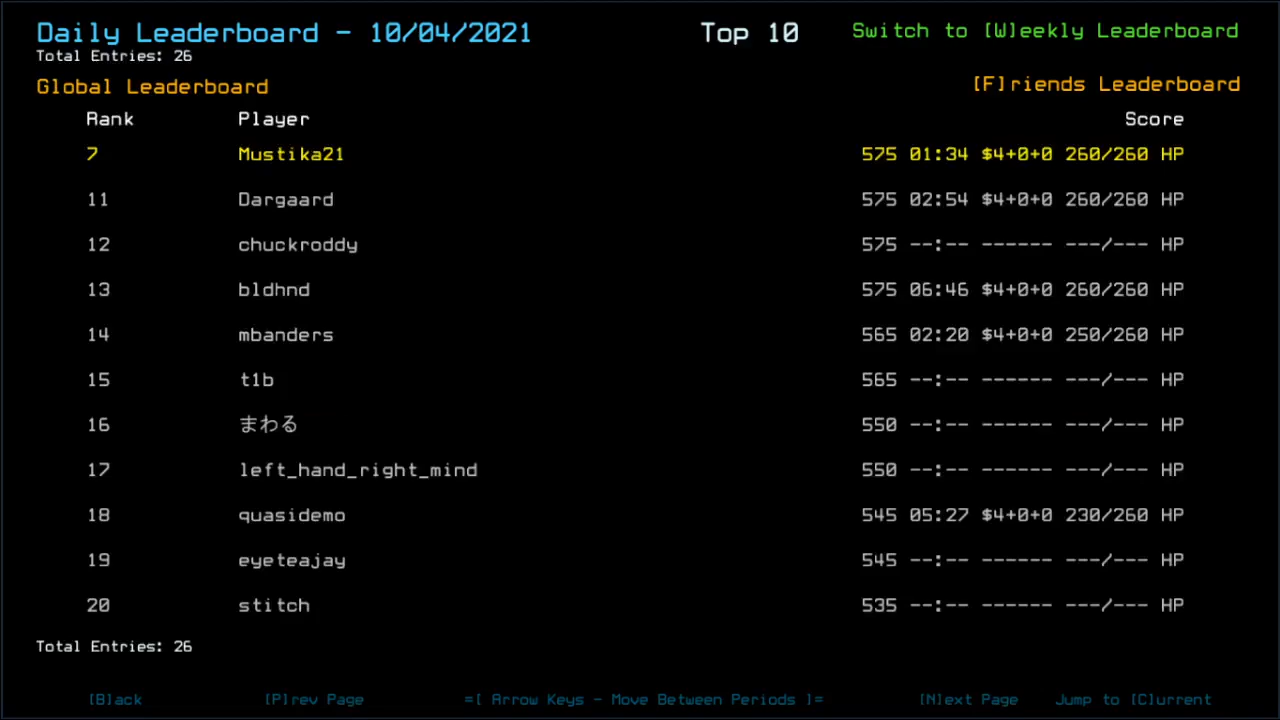 Daily Leaderboard - 10/04/2021 Top 10 Switch to [W]eekly Leaderboard
Total Entries: 26
Global Leaderboard [F]riends Leaderboard
Rank Player Score
7 Mustika21 575 01:34 $4+0+0 260/260 HP
11 Dargaard 575 02:54 $4+0+0 260/260 HP
12 chuckroddy 575 --:-- ------ ---/--- HP
13 bldhnd 575 06:46 $4+0+0 260/260 HP
14 mbanders 565 02:20 $4+0+0 250/260 HP
15 t1b 565 --:-- ------ ---/--- HP
16 まわる 550 --:-- ------ ---/--- HP
17 left_hand_right_mind 550 --:-- ------ ---/--- HP
18 quasidemo 545 05:27 $4+0+0 230/260 HP
19 eyeteajay 545 --:-- ------ ---/--- HP
20 stitch 535 --:-- ------ ---/--- HP
Total Entries: 26
[B]ack [P]rev Page =[ Arrow Keys - Move Between Periods ]= [N]ext Page Jump to [C]urrent